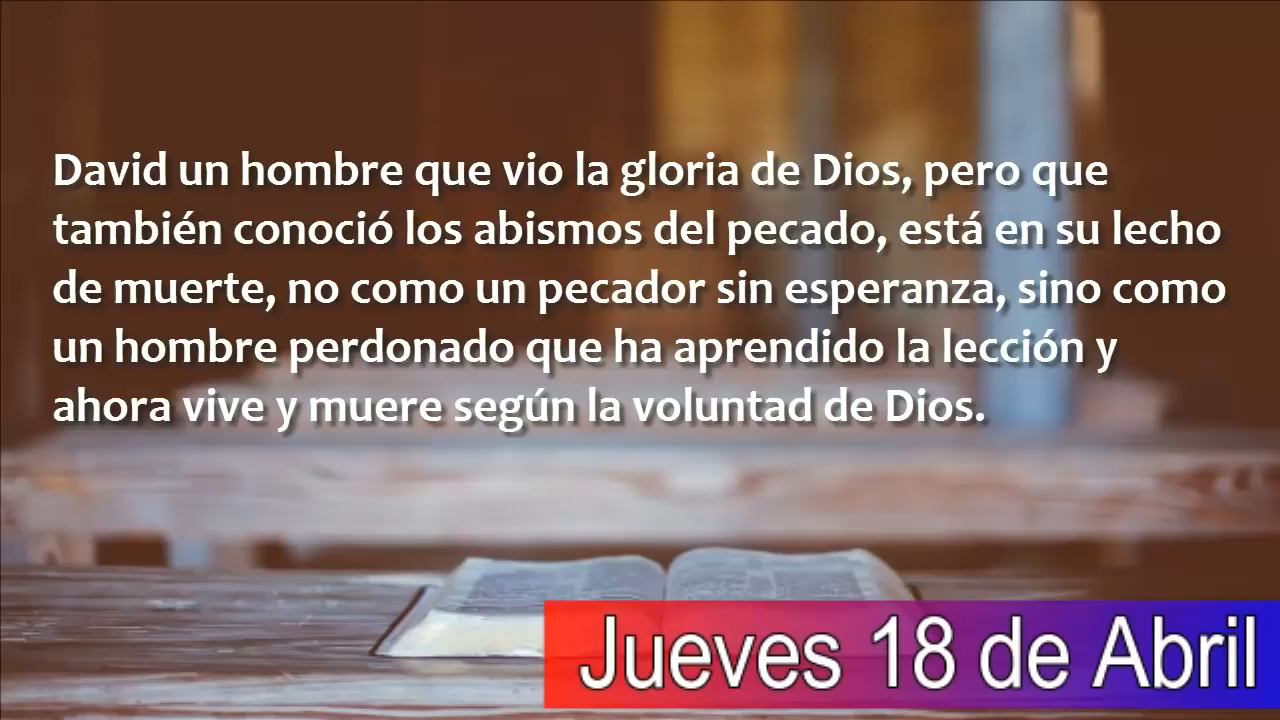 David un hombre que vio la gloria de Dios, pero que
también conoció los abismos del pecado, está en su lecho
de muerte, no como un pecador sin esperanza, sino como
un hombre perdonado que ha aprendido la lección y
ahora vive y muere según la voluntad de Dios.
Jueves 18 de Abril